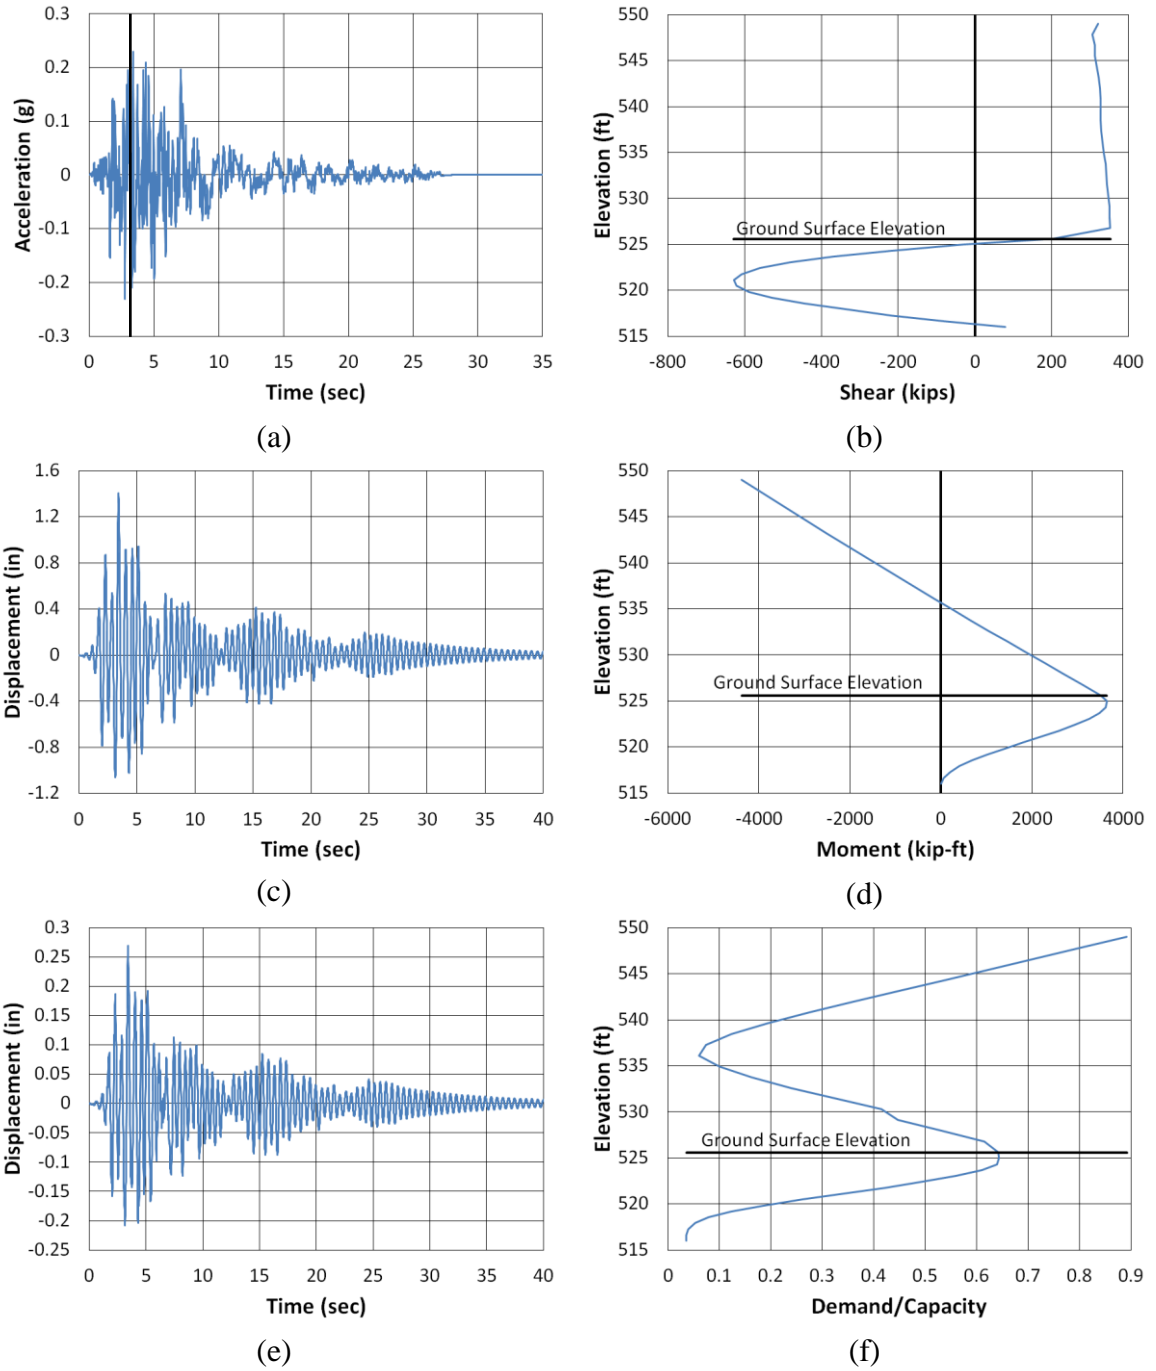 0.3
0.2
0.1
0
-0.1
-0.2
-0.3
Acceleration (g)
0 5 10 15 20 25 30 35
Time (sec)
(a)
550
545
540
535
530
525
520
515
Elevation (ft)
Ground Surface Elevation
-800 -600 -400 -200 0 200 400
Shear (kips)
(b)
1.6
1.2
0.8
0.4
0
-0.4
-0.8
-1.2
Displacement (in)
0 5 10 15 20 25 30 35 40
Time (sec)
(c)
550
545
540
535
530
525
520
515
Elevation (ft)
Ground Surface Elevation
-6000 -4000 -2000 0 2000 4000
Moment (kip-ft)
(d)
0.3
0.25
0.2
0.15
0.1
0.05
0
-0.05
-0.1
-0.15
-0.2
-0.25
Displacement (in)
0 5 10 15 20 25 30 35 40
Time (sec)
(e)
550
545
540
535
530
525
520
515
Elevation (ft)
Ground Surface Elevation
0 0.1 0.2 0.3 0.4 0.5 0.6 0.7 0.8 0.9
Demand/Capacity
(f)